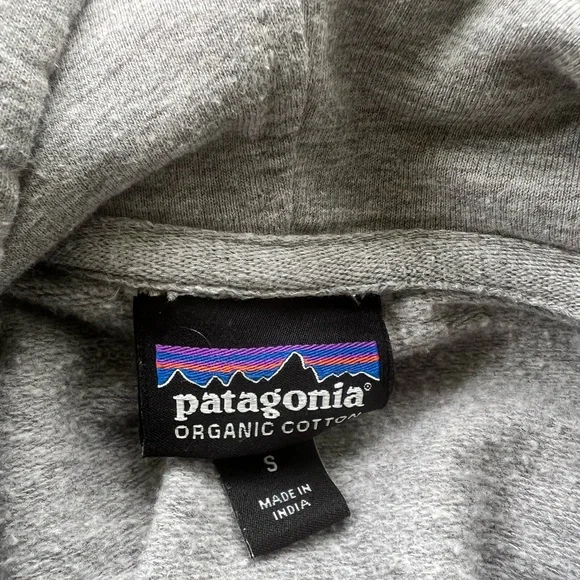 patagonia®
ORGANIC COTTON
S
MADE IN
INDIA